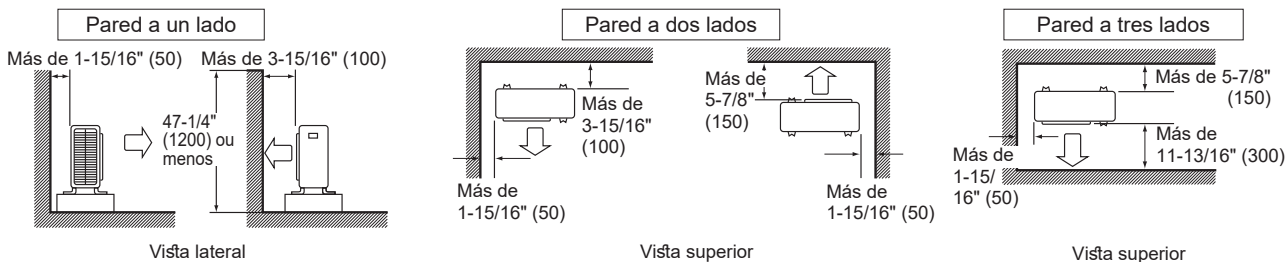 Pared a un lado
Más de 1-15/16" (50)
Más de 3-15/16" (100)
47-1/4"
(1200) ou
menos
Vista lateral
Pared a dos lados
Más de
3-15/16"
(100)
Más de
1-15/16" (50)
Más de
5-7/8"
(150)
Más de
1-15/16" (50)
Vista superior
Pared a tres lados
Más de 5-7/8"
(150)
Más de
11-13/16" (300)
Más de
1-15/
16" (50)
Vista superior